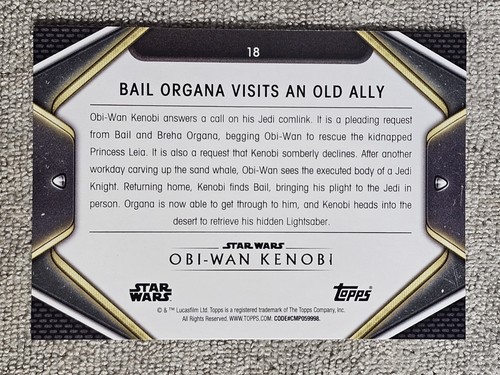 18
BAIL ORGANA VISITS AN OLD ALLY
Obi-Wan Kenobi answers a call on his Jedi comlink. It is a pleading request
from Bail and Breha Organa, begging Obi-Wan to rescue the kidnapped
Princess Leia. It is also a request that Kenobi somberly declines. After another
workday carving up the sand whale, Obi-Wan sees the executed body of a Jedi
Knight. Returning home, Kenobi finds Bail, bringing his plight to the Jedi in
person. Organa is now able to get through to him, and Kenobi heads into the
desert to retrieve his hidden Lightsaber.
STAR WARS
OBI-WAN KENOBI
STAR WARS
Topps
© & ™ Lucasfilm Ltd. Topps is a registered trademark of The Topps Company, Inc.
All Rights Reserved. WWW.TOPPS.COM. CODE#CMP059998.